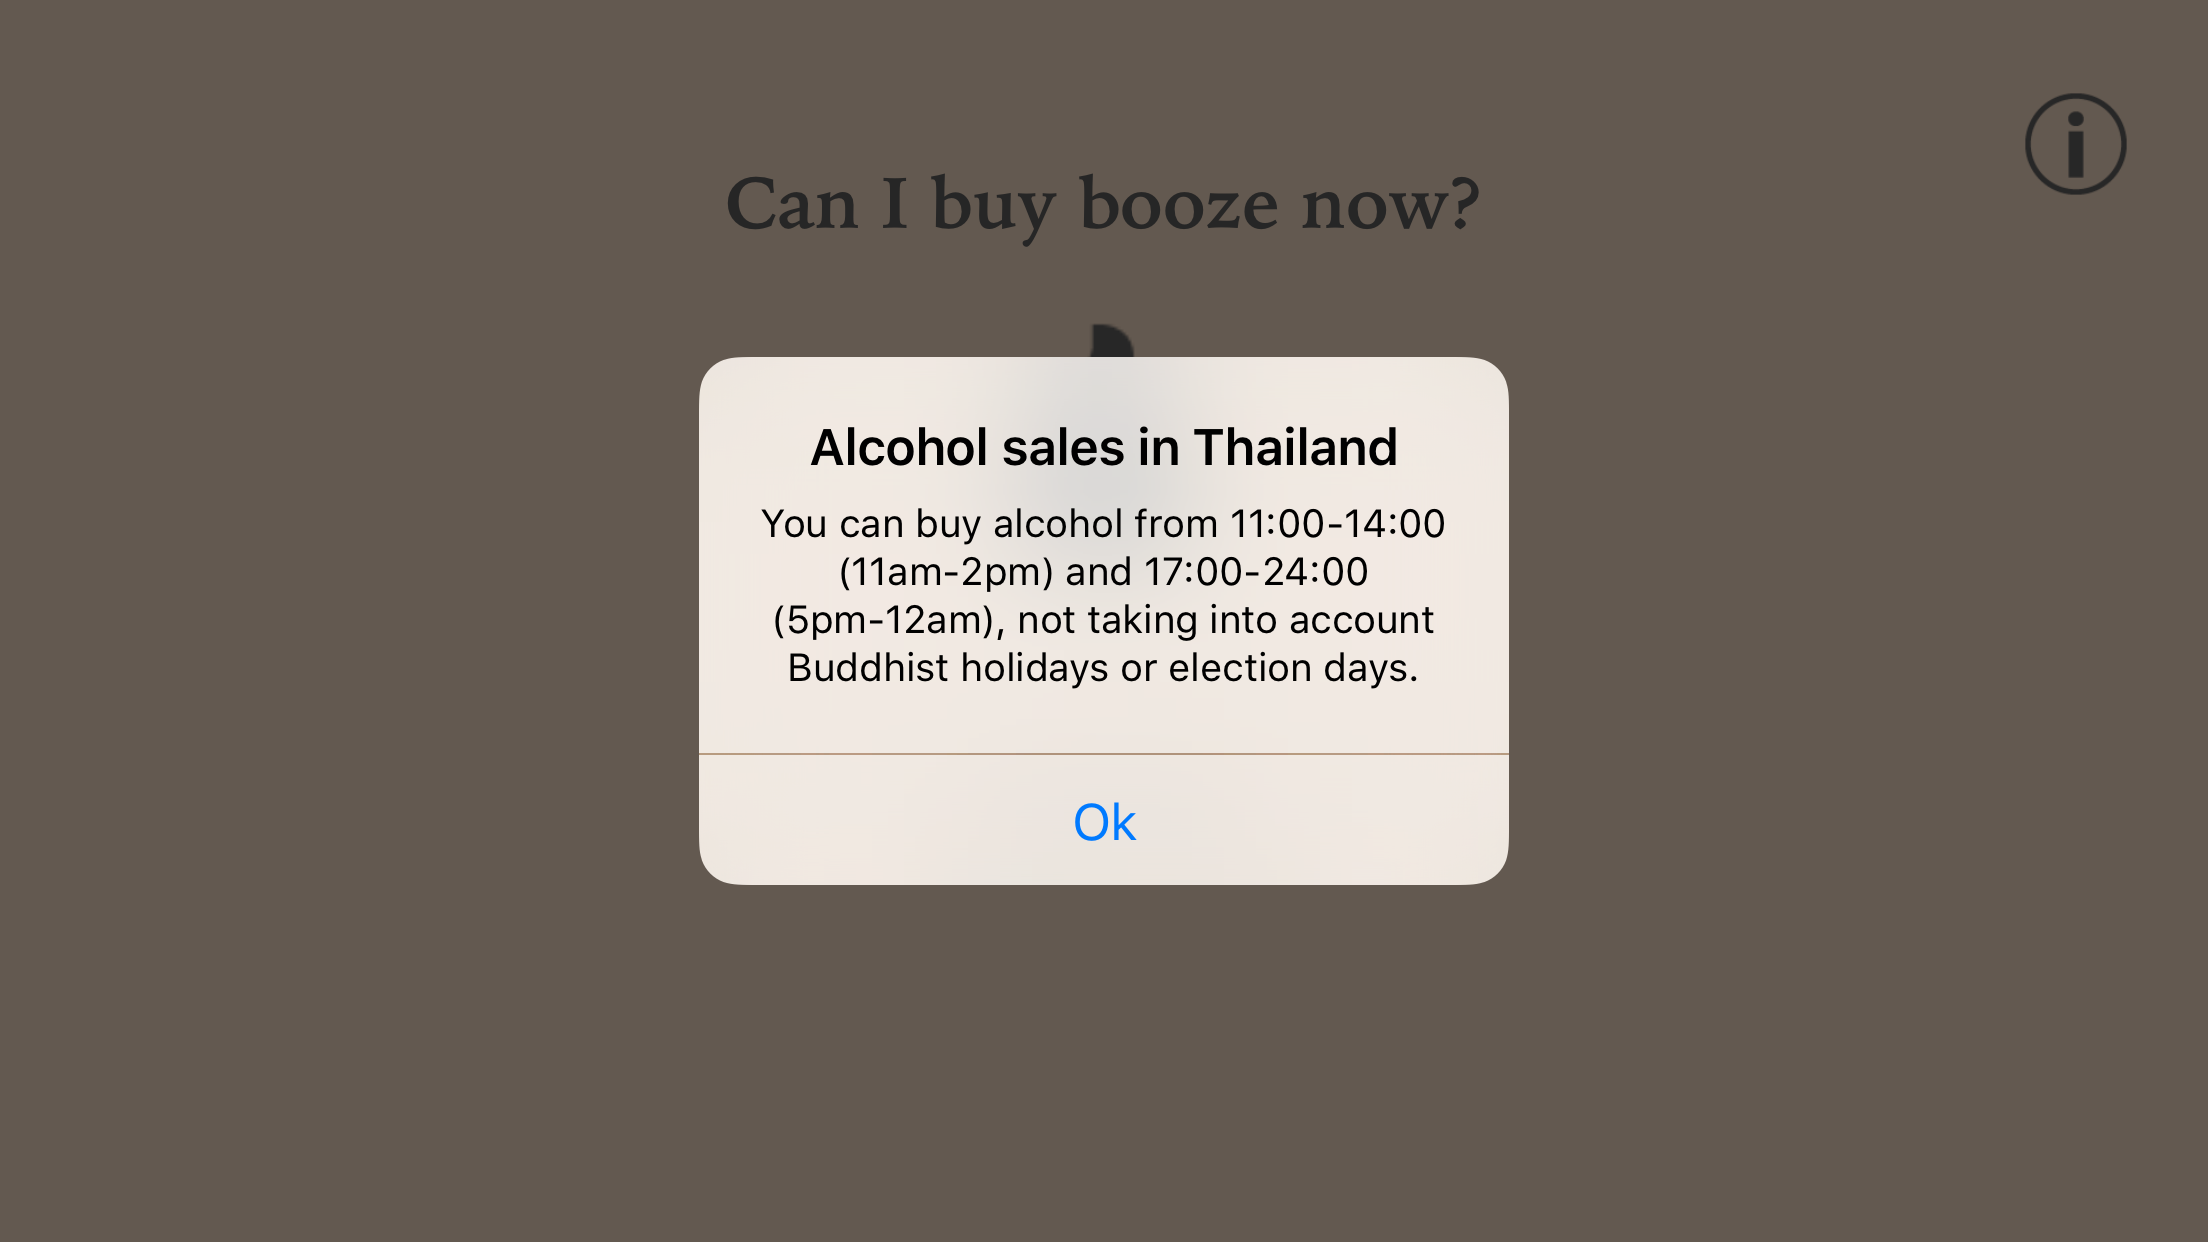 Can I buy booze now?
Alcohol sales in Thailand
You can buy alcohol from 11:00-14:00
(11am-2pm) and 17:00-24:00
(5pm-12am), not taking into account
Buddhist holidays or election days.
Ok